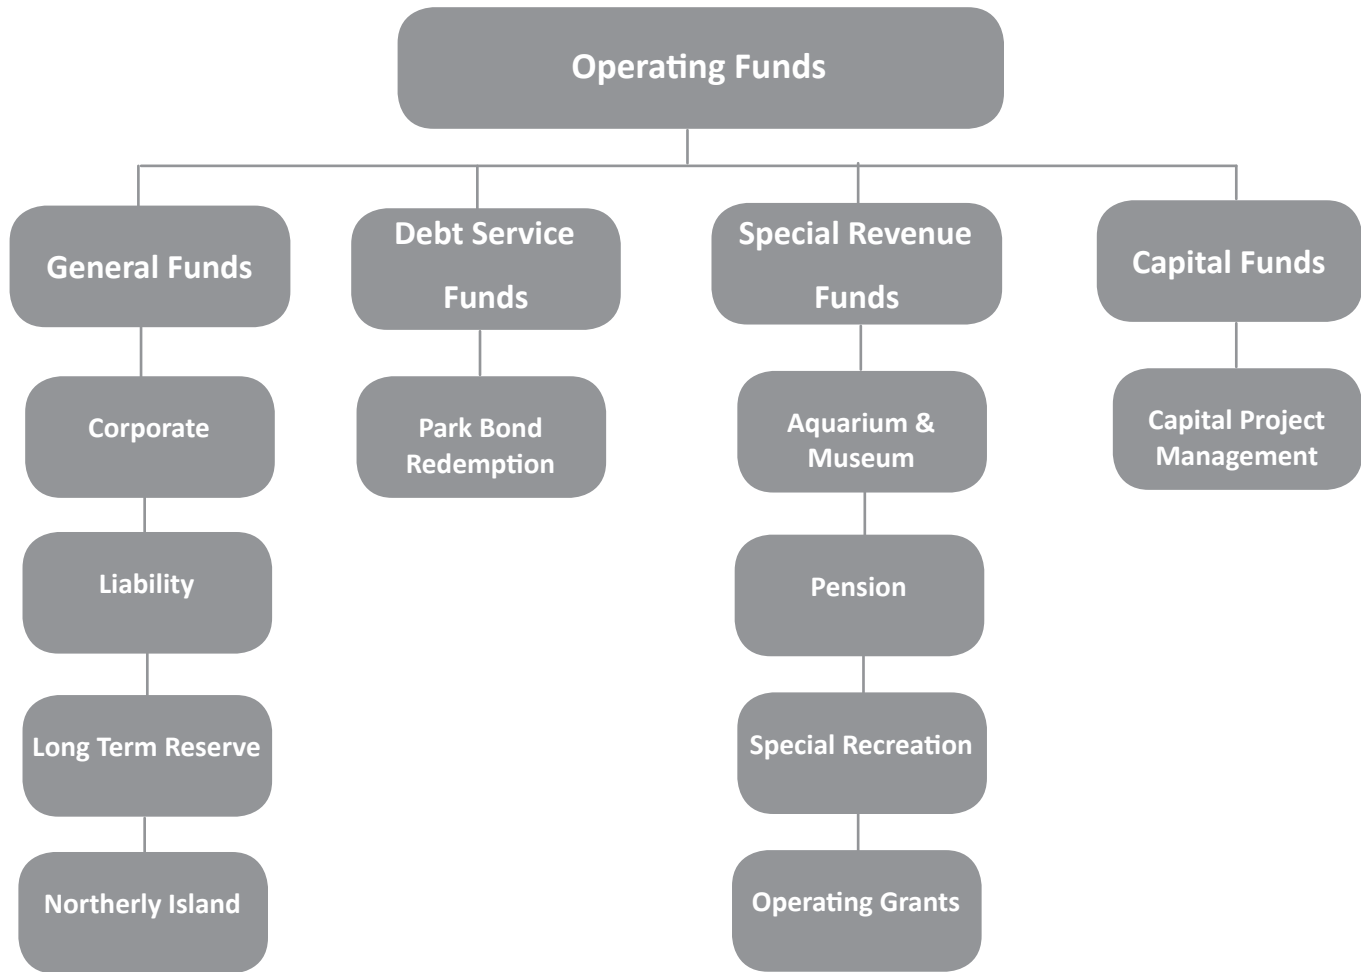 Operating Funds
General Funds
Debt Service
Funds
Special Revenue
Funds
Capital Funds
Corporate
Park Bond
Redemption
Aquarium &
Museum
Capital Project
Management
Liability
Pension
Long Term Reserve
Special Recreation
Northerly Island
Operating Grants